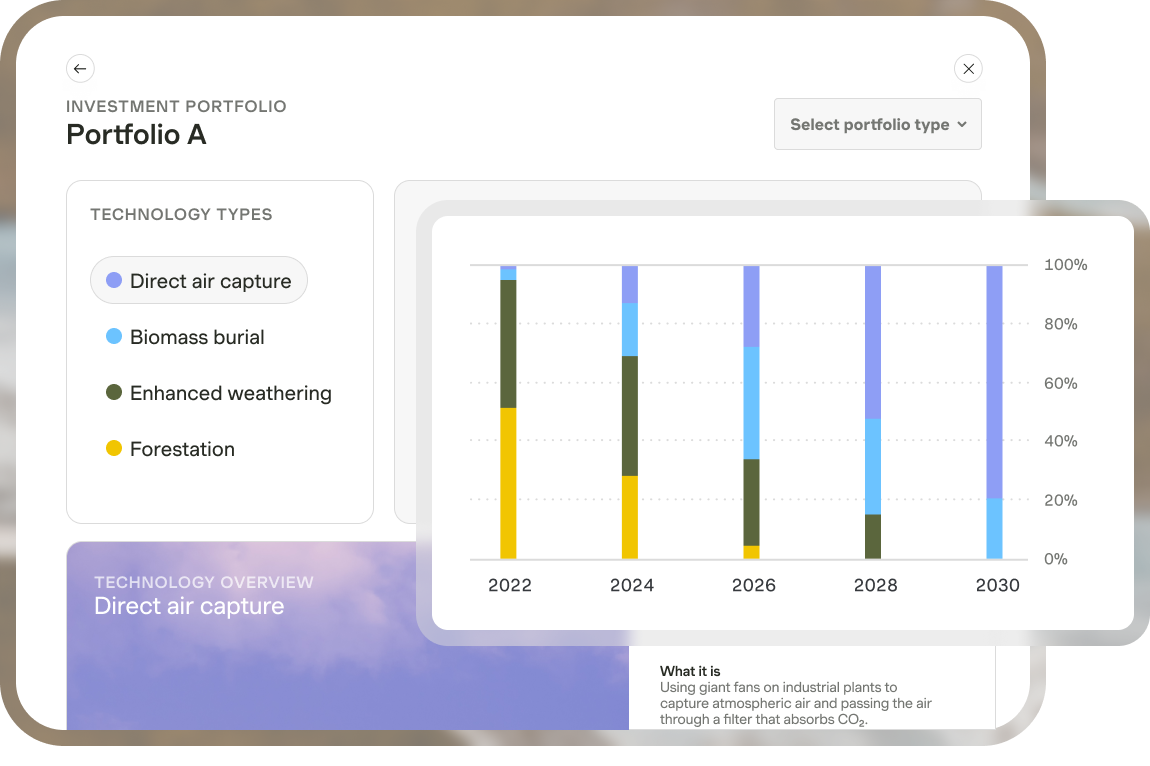 INVESTMENT PORTFOLIO
Portfolio A
Select portfolio type
TECHNOLOGY TYPES
Direct air capture
Biomass burial
Enhanced weathering
Forestation
100%
80%
60%
40%
20%
0%
2022
2024
2026
2028
2030
TECHNOLOGY OVERVIEW
Direct air capture
What it is
Using giant fans on industrial plants to
capture atmospheric air and passing the air
through a filter that absorbs CO₂.